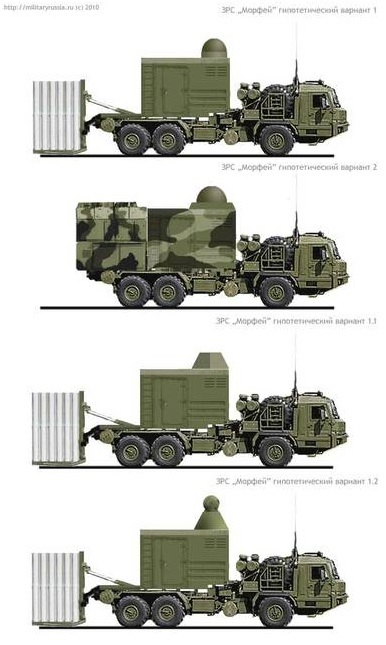 http://militaryrussia.ru (c) 2010
ЗРС „Морфей” гипотетический вариант 1
ЗРС „Морфей” гипотетический вариант 2
ЗРС „Морфей” гипотетический вариант 1.1
ЗРС „Морфей” гипотетический вариант 1.2